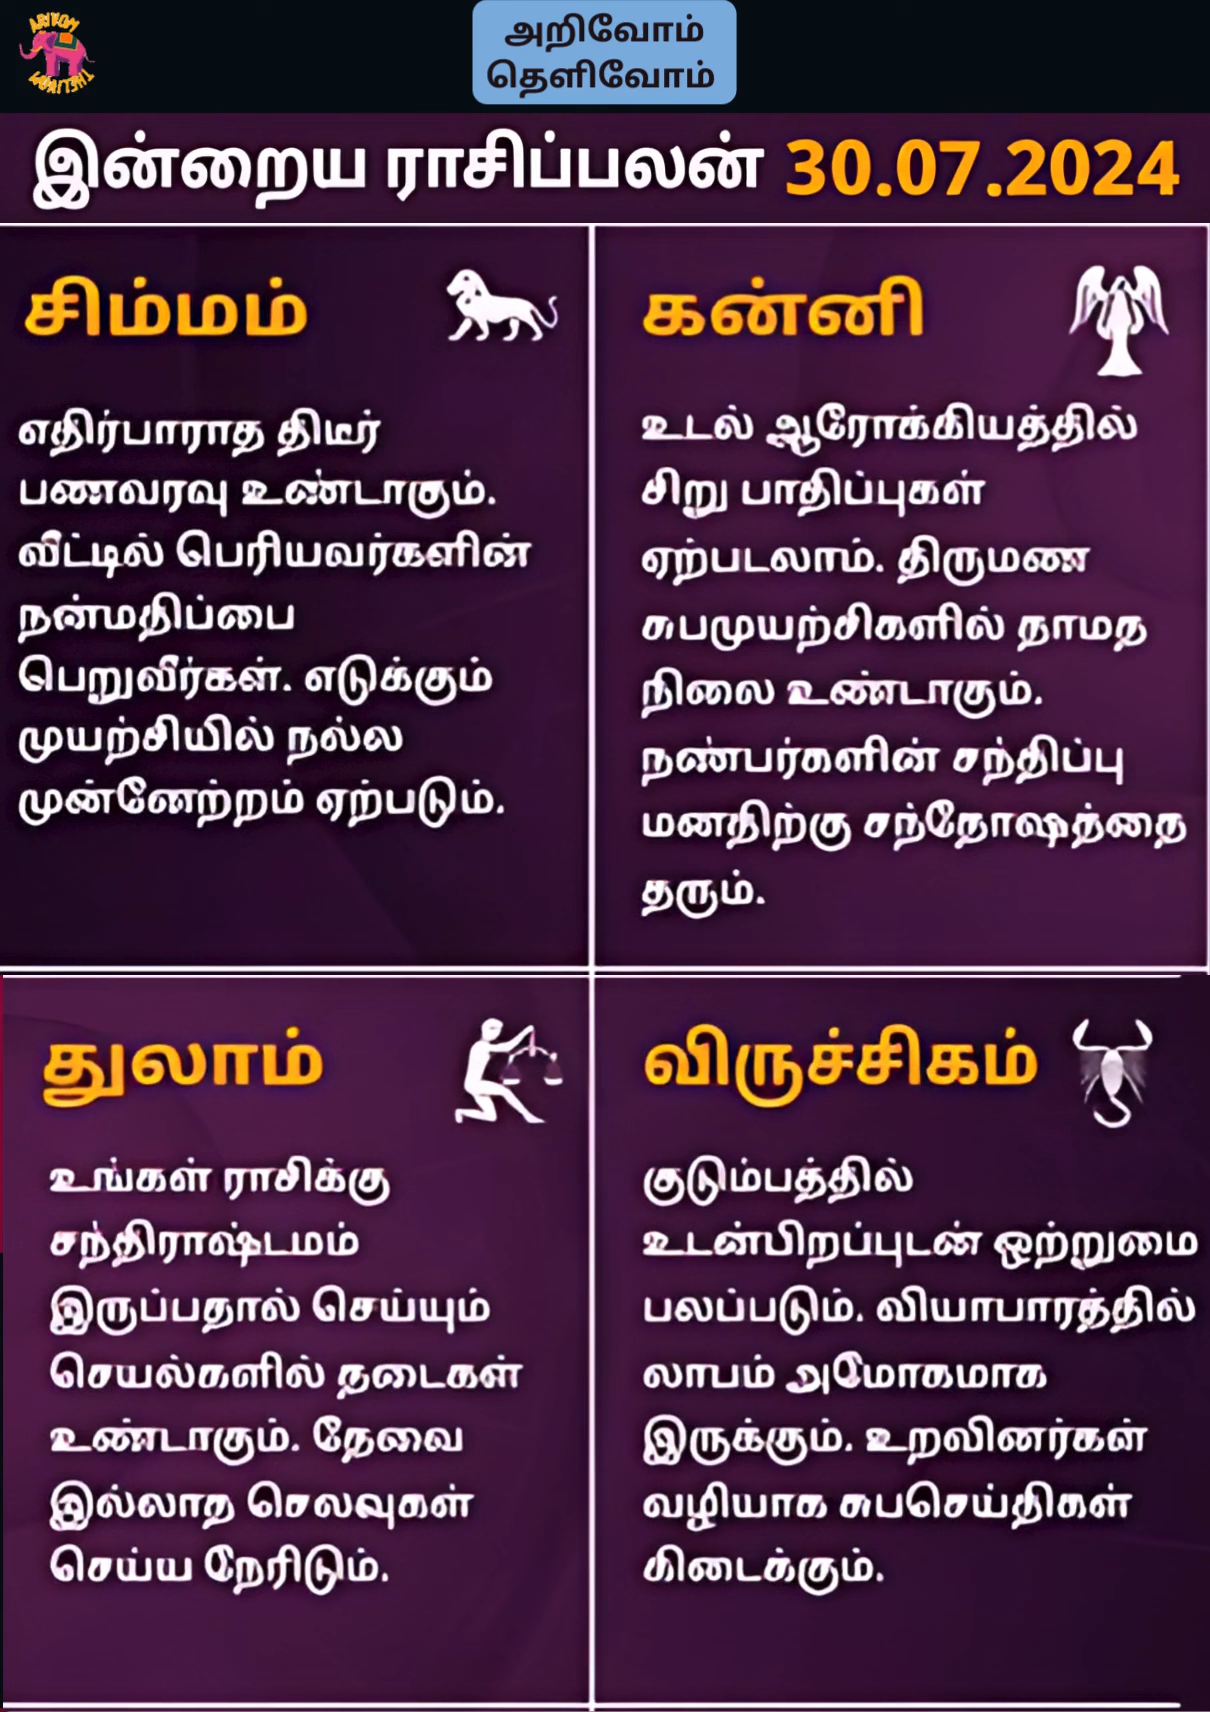 ARIVOM
THELIVOM
அறிவோம்
தெளிவோம்
இன்றைய ராசிப்பலன் 30.07.2024
சிம்மம்
எதிர்பாராத திடீர்
பணவரவு உண்டாகும்.
வீட்டில் பெரியவர்களின்
நன்மதிப்பை
பெறுவீர்கள். எடுக்கும்
முயற்சியில் நல்ல
முன்னேற்றம் ஏற்படும்.
கன்னி
உடல் ஆரோக்கியத்தில்
சிறு பாதிப்புகள்
ஏற்படலாம். திருமண
சுபமுயற்சிகளில் தாமத
நிலை உண்டாகும்.
நண்பர்களின் சந்திப்பு
மனதிற்கு சந்தோஷத்தை
தரும்.
துலாம்
உங்கள் ராசிக்கு
சந்திராஷ்டமம்
இருப்பதால் செய்யும்
செயல்களில் தடைகள்
உண்டாகும். தேவை
இல்லாத செலவுகள்
செய்ய நேரிடும்.
விருச்சிகம்
குடும்பத்தில்
உடன்பிறப்புடன் ஒற்றுமை
பலப்படும். வியாபாரத்தில்
லாபம் அமோகமாக
இருக்கும். உறவினர்கள்
வழியாக சுபசெய்திகள்
கிடைக்கும்.